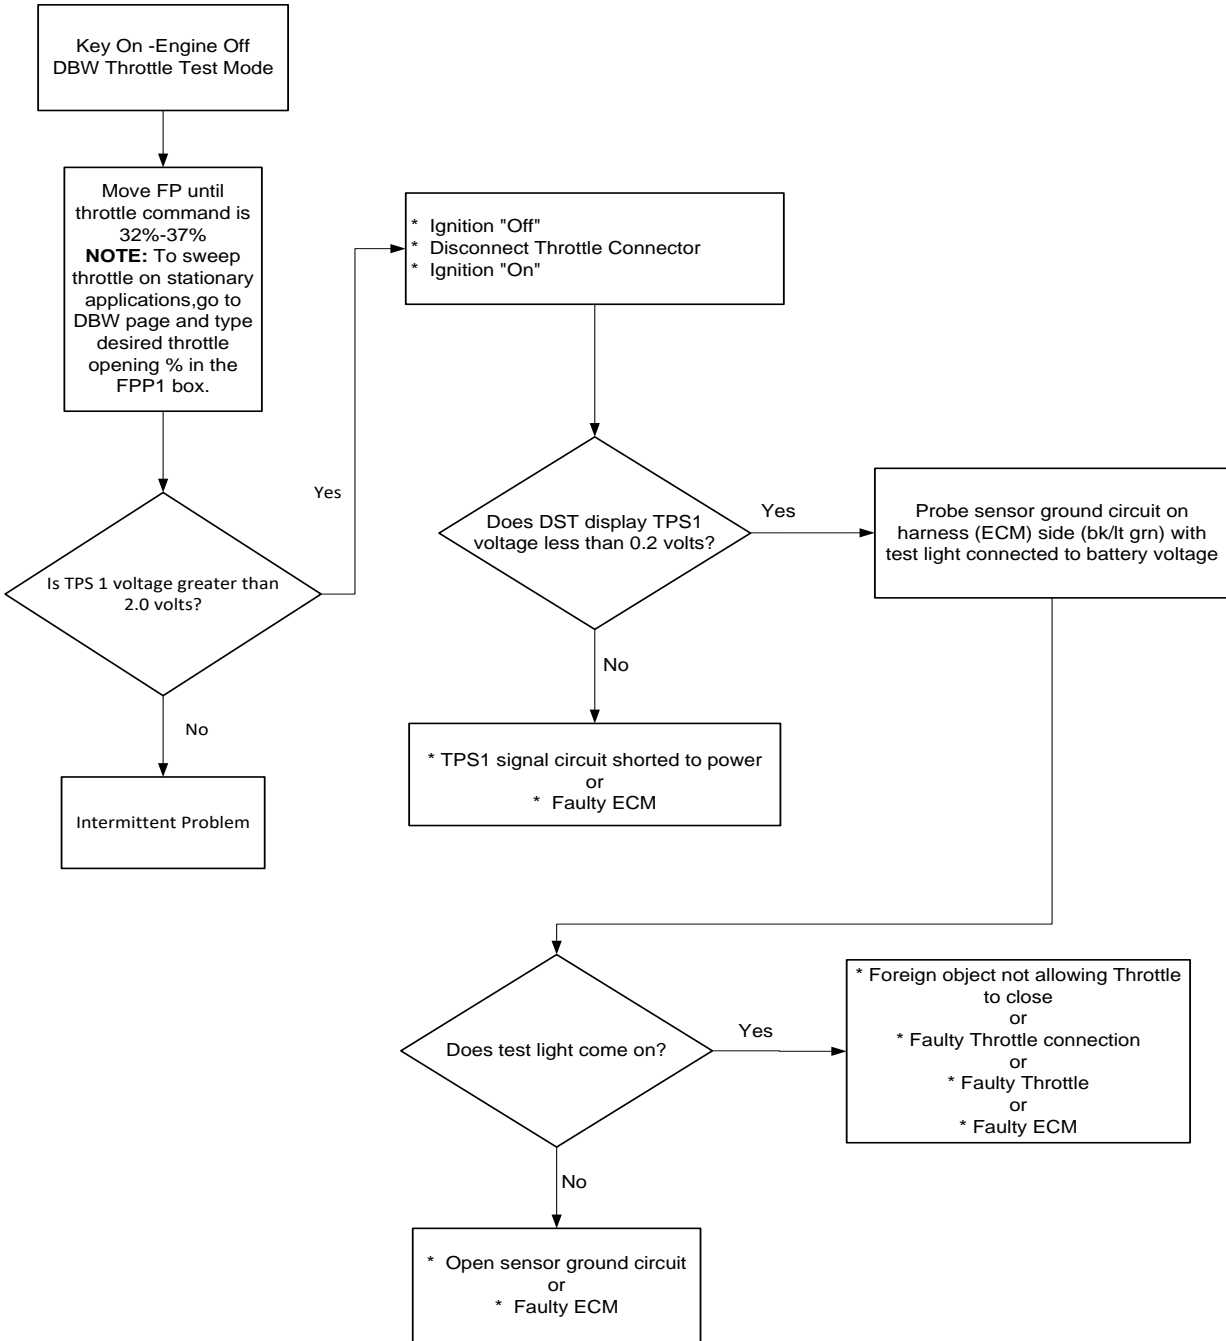 Key On -Engine Off
DBW Throttle Test Mode
Move FP until
throttle command is
32%-37%
NOTE: To sweep
throttle on stationary
applications,go to
DBW page and type
desired throttle
opening % in the
FPP1 box.
Is TPS 1 voltage greater than
2.0 volts?
Yes
No
Intermittent Problem
* Ignition "Off"
* Disconnect Throttle Connector
* Ignition "On"
Does DST display TPS1
voltage less than 0.2 volts?
Yes
No
* TPS1 signal circuit shorted to power
or
* Faulty ECM
Probe sensor ground circuit on
harness (ECM) side (bk/lt grn) with
test light connected to battery voltage
Does test light come on?
Yes
No
* Foreign object not allowing Throttle
to close
or
* Faulty Throttle connection
or
* Faulty Throttle
or
* Faulty ECM
* Open sensor ground circuit
or
* Faulty ECM